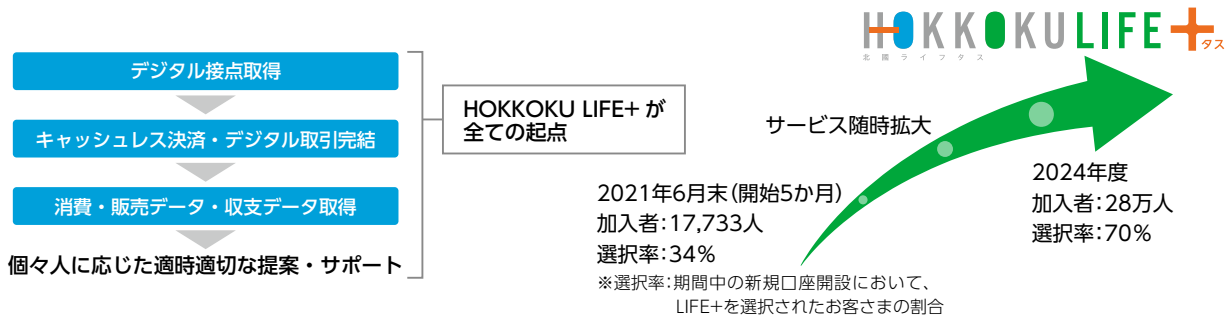 HOKKOKU LIFE+タス
北國ライフタス
デジタル接点取得
キャッシュレス決済・デジタル取引完結
消費・販売データ・収支データ取得
個々人に応じた適時適切な提案・サポート
HOKKOKU LIFE+ が
全ての起点
サービス随時拡大
2021年6月末（開始5か月）
加入者：17,733人
選択率：34%
※選択率：期間中の新規口座開設において、
LIFE+を選択されたお客さまの割合
2024年度
加入者：28万人
選択率：70%